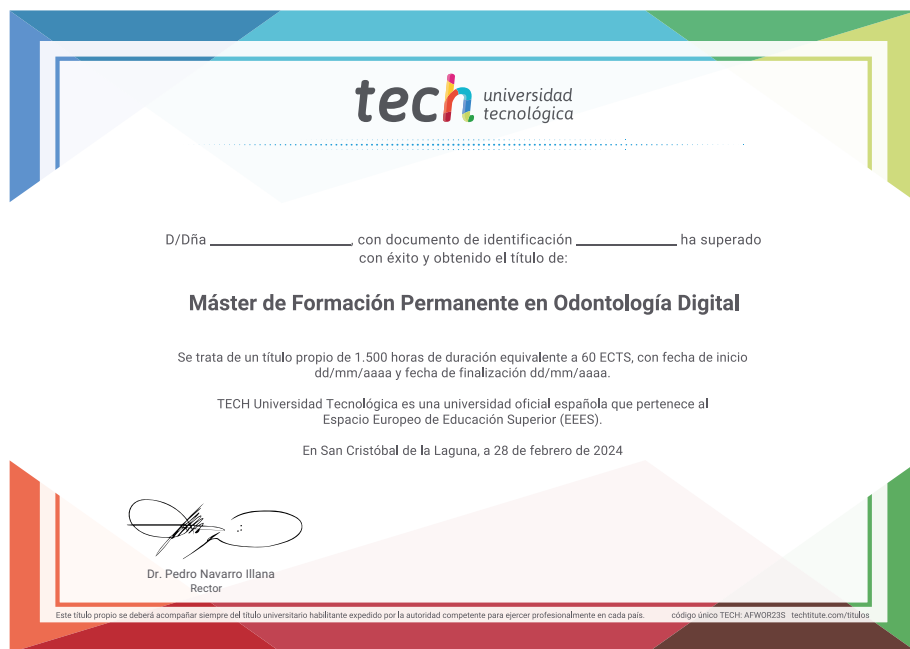 tech universidad
tecnológica
D/Dña ____________________, con documento de identificación ______________ ha superado
con éxito y obtenido el título de:
Máster de Formación Permanente en Odontología Digital
Se trata de un título propio de 1.500 horas de duración equivalente a 60 ECTS, con fecha de inicio
dd/mm/aaaa y fecha de finalización dd/mm/aaaa.
TECH Universidad Tecnológica es una universidad oficial española que pertenece al
Espacio Europeo de Educación Superior (EEES).
En San Cristóbal de la Laguna, a 28 de febrero de 2024
Dr. Pedro Navarro Illana
Rector
Este título propio se deberá acompañar siempre del título universitario habilitante expedido por la autoridad competente para ejercer profesionalmente en cada país. código único TECH: AFWOR23S techtitute.com/titulos